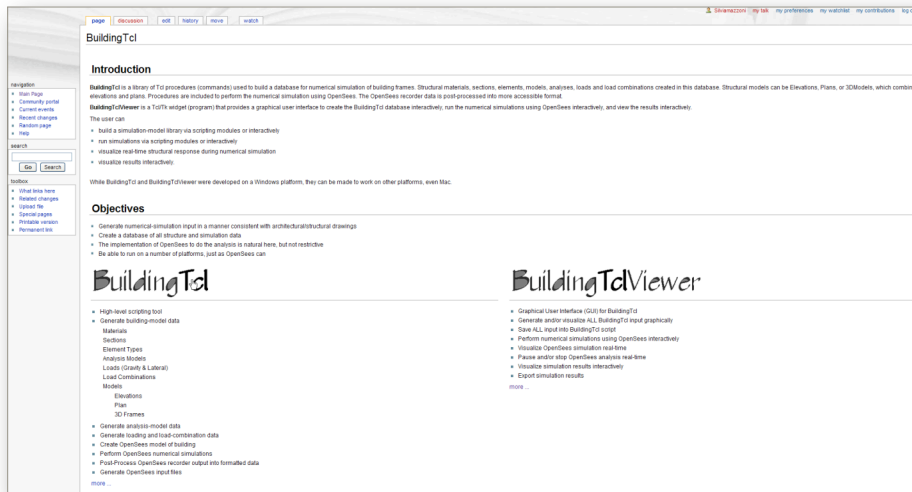 Silviamazzoni my talk my preferences my watchlist my contributions log o
page discussion edit history move watch
BuildingTcl
navigation
Main Page
Community portal
Current events
Recent changes
Random page
Help
search
Go Search
toolbox
What links here
Related changes
Upload file
Special pages
Printable version
Permanent link
Introduction
BuildingTcl is a library of Tcl procedures (commands) used to build a database for numerical simulation of building frames. Structural materials, sections, elements, models, analyses, loads and load combinations created in this database. Structural models can be Elevations, Plans, or 3DModels, which combin
elevations and plans. Procedures are included to perform the numerical simulation using OpenSees. The OpenSees recorder data is post-processed into more accessible format.
BuildingTclViewer is a Tcl/Tk widget (program) that provides a graphical user interface to create the BuildingTcl database interactively, run the numerical simulations using OpenSees interactively, and view the results interactively.
The user can
build a simulation-model library via scripting modules or interactively
run simulations via scripting modules or interactively
visualize real-time structural response during numerical simulation
visualize results interactively.
While BuildingTcl and BuildingTclViewer were developed on a Windows platform, they can be made to work on other platforms, even Mac.
Objectives
Generate numerical-simulation input in a manner consistent with architectural/structural drawings
Create a database of all structure and simulation data
The implementation of OpenSees to do the analysis is natural here, but not restrictive
Be able to run on a number of platforms, just as OpenSees can
BuildingTcl
High-level scripting tool
Generate building-model data
Materials
Sections
Element Types
Analysis Models
Loads (Gravity & Lateral)
Load Combinations
Models
Elevations
Plan
3D Frames
Generate analysis-model data
Generate loading and load-combination data
Create OpenSees model of building
Perform OpenSees numerical simulations
Post-Process OpenSees recorder output into formatted data
Generate OpenSees input files
more ...
BuildingTclViewer
Graphical User Interface (GUI) for BuildingTcl
Generate and/or visualize ALL BuildingTcl input graphically
Save ALL input into BuildingTcl script
Perform numerical simulations using OpenSees interactively
Visualize OpenSees simulation real-time
Pause and/or stop OpenSees analysis real-time
Visualize simulation results interactively
Export simulation results
more ...